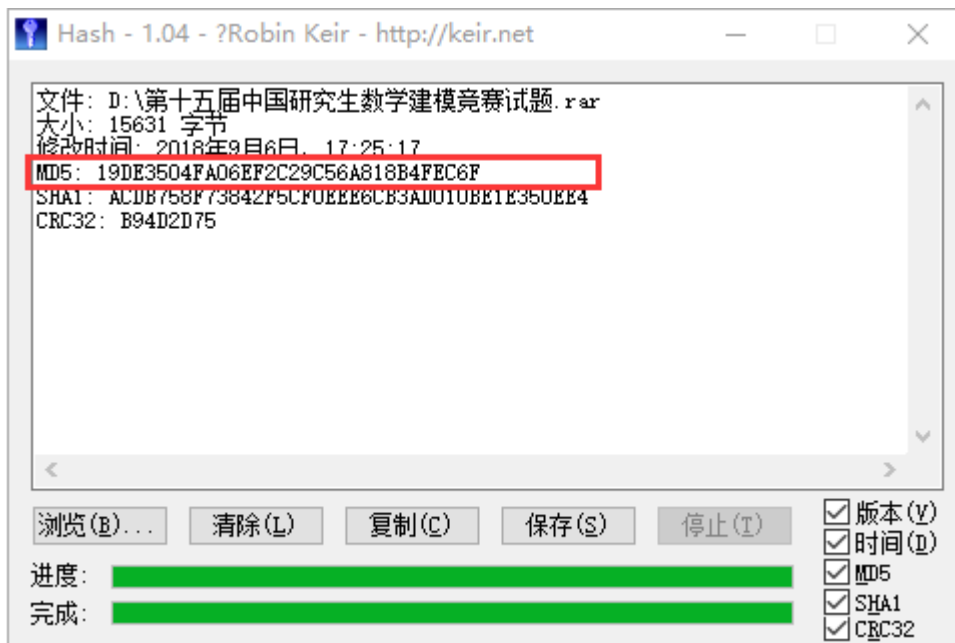 Hash - 1.04 - ?Robin Keir - http://keir.net
文件: D:\第十五届中国研究生数学建模竞赛试题.rar
大小: 15631 字节
修改时间: 2018年9月6日, 17:25:17
MD5: 19DE3504FA06EF2C29C56A818B4FEC6F
SHA1: ACDB758F73842F5CF0EEE6CB3AD010BE1E350EE4
CRC32: B94D2D75
浏览(B)... 清除(L) 复制(C) 保存(S) 停止(T)
版本(V)
时间(D)
MD5
SHA1
CRC32
进度:
完成: